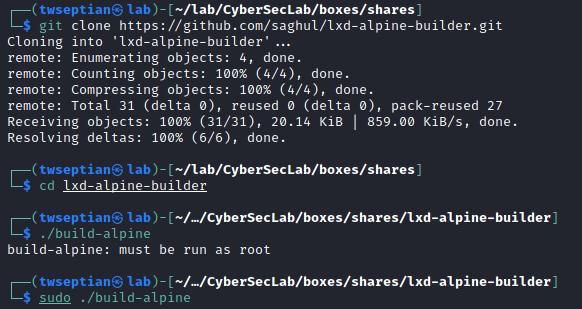 ┌──(twseptian㉿lab)-[~/lab/CyberSecLab/boxes/shares]
└─$ git clone https://github.com/saghul/lxd-alpine-builder.git
Cloning into 'lxd-alpine-builder'...
remote: Enumerating objects: 4, done.
remote: Counting objects: 100% (4/4), done.
remote: Compressing objects: 100% (4/4), done.
remote: Total 31 (delta 0), reused 0 (delta 0), pack-reused 27
Receiving objects: 100% (31/31), 20.14 KiB | 859.00 KiB/s, done.
Resolving deltas: 100% (6/6), done.
┌──(twseptian㉿lab)-[~/lab/CyberSecLab/boxes/shares]
└─$ cd lxd-alpine-builder
┌──(twseptian㉿lab)-[~/…/CyberSecLab/boxes/shares/lxd-alpine-builder]
└─$ ./build-alpine
build-alpine: must be run as root
┌──(twseptian㉿lab)-[~/…/CyberSecLab/boxes/shares/lxd-alpine-builder]
└─$ sudo ./build-alpine